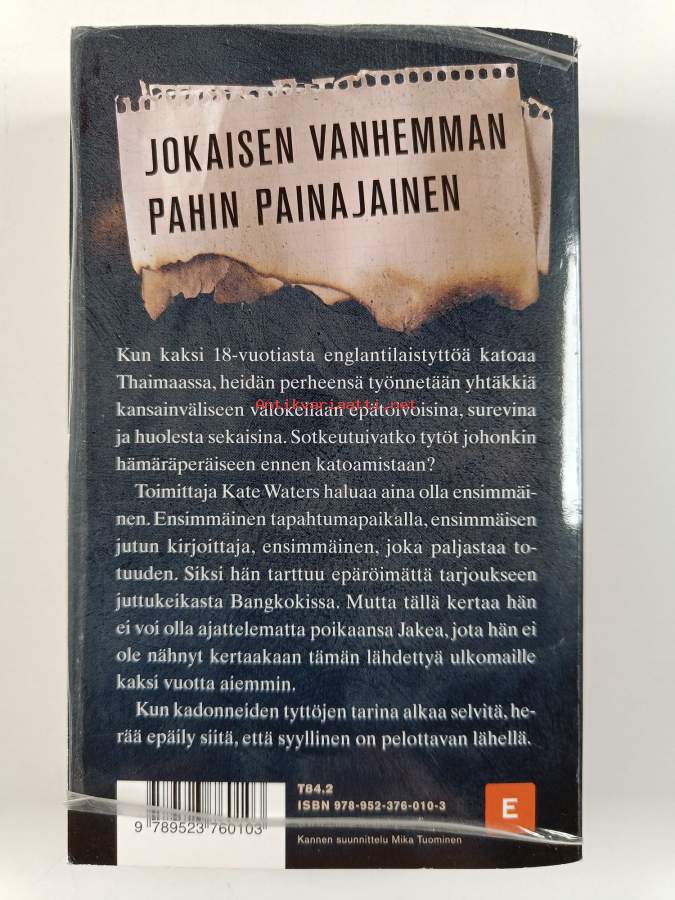 JOKAISEN VANHEMMAN
PAHIN PAINAJAINEN
Kun kaksi 18-vuotiasta englantilaistyttöä katoaa
Thaimaassa, heidän perheensä työnnetään yhtäkkiä
Antikvariaatti.net
kansainväliseen valokeilaan epätoivoisina, surevina
ja huolesta sekaisina. Sotkeutuivatko tytöt johonkin
hämäräperäiseen ennen katoamistaan?
Toimittaja Kate Waters haluaa aina olla ensimmäi-
nen. Ensimmäinen tapahtumapaikalla, ensimmäisen
jutun kirjoittaja, ensimmäinen, joka paljastaa to-
tuuden. Siksi hän tarttuu epäröimättä tarjoukseen
juttukeikasta Bangkokissa. Mutta tällä kertaa hän
ei voi olla ajattelematta poikaansa Jakea, jota hän ei
ole nähnyt kertaakaan tämän lähdettyä ulkomaille
kaksi vuotta aiemmin.
Kun kadonneiden tyttöjen tarina alkaa selvitä, he-
rää epäily siitä, että syyllinen on pelottavan lähellä.
T84.2
ISBN 978-952-376-010-3
E
9 789523 760103
Kannen suunnittelu Mika Tuominen